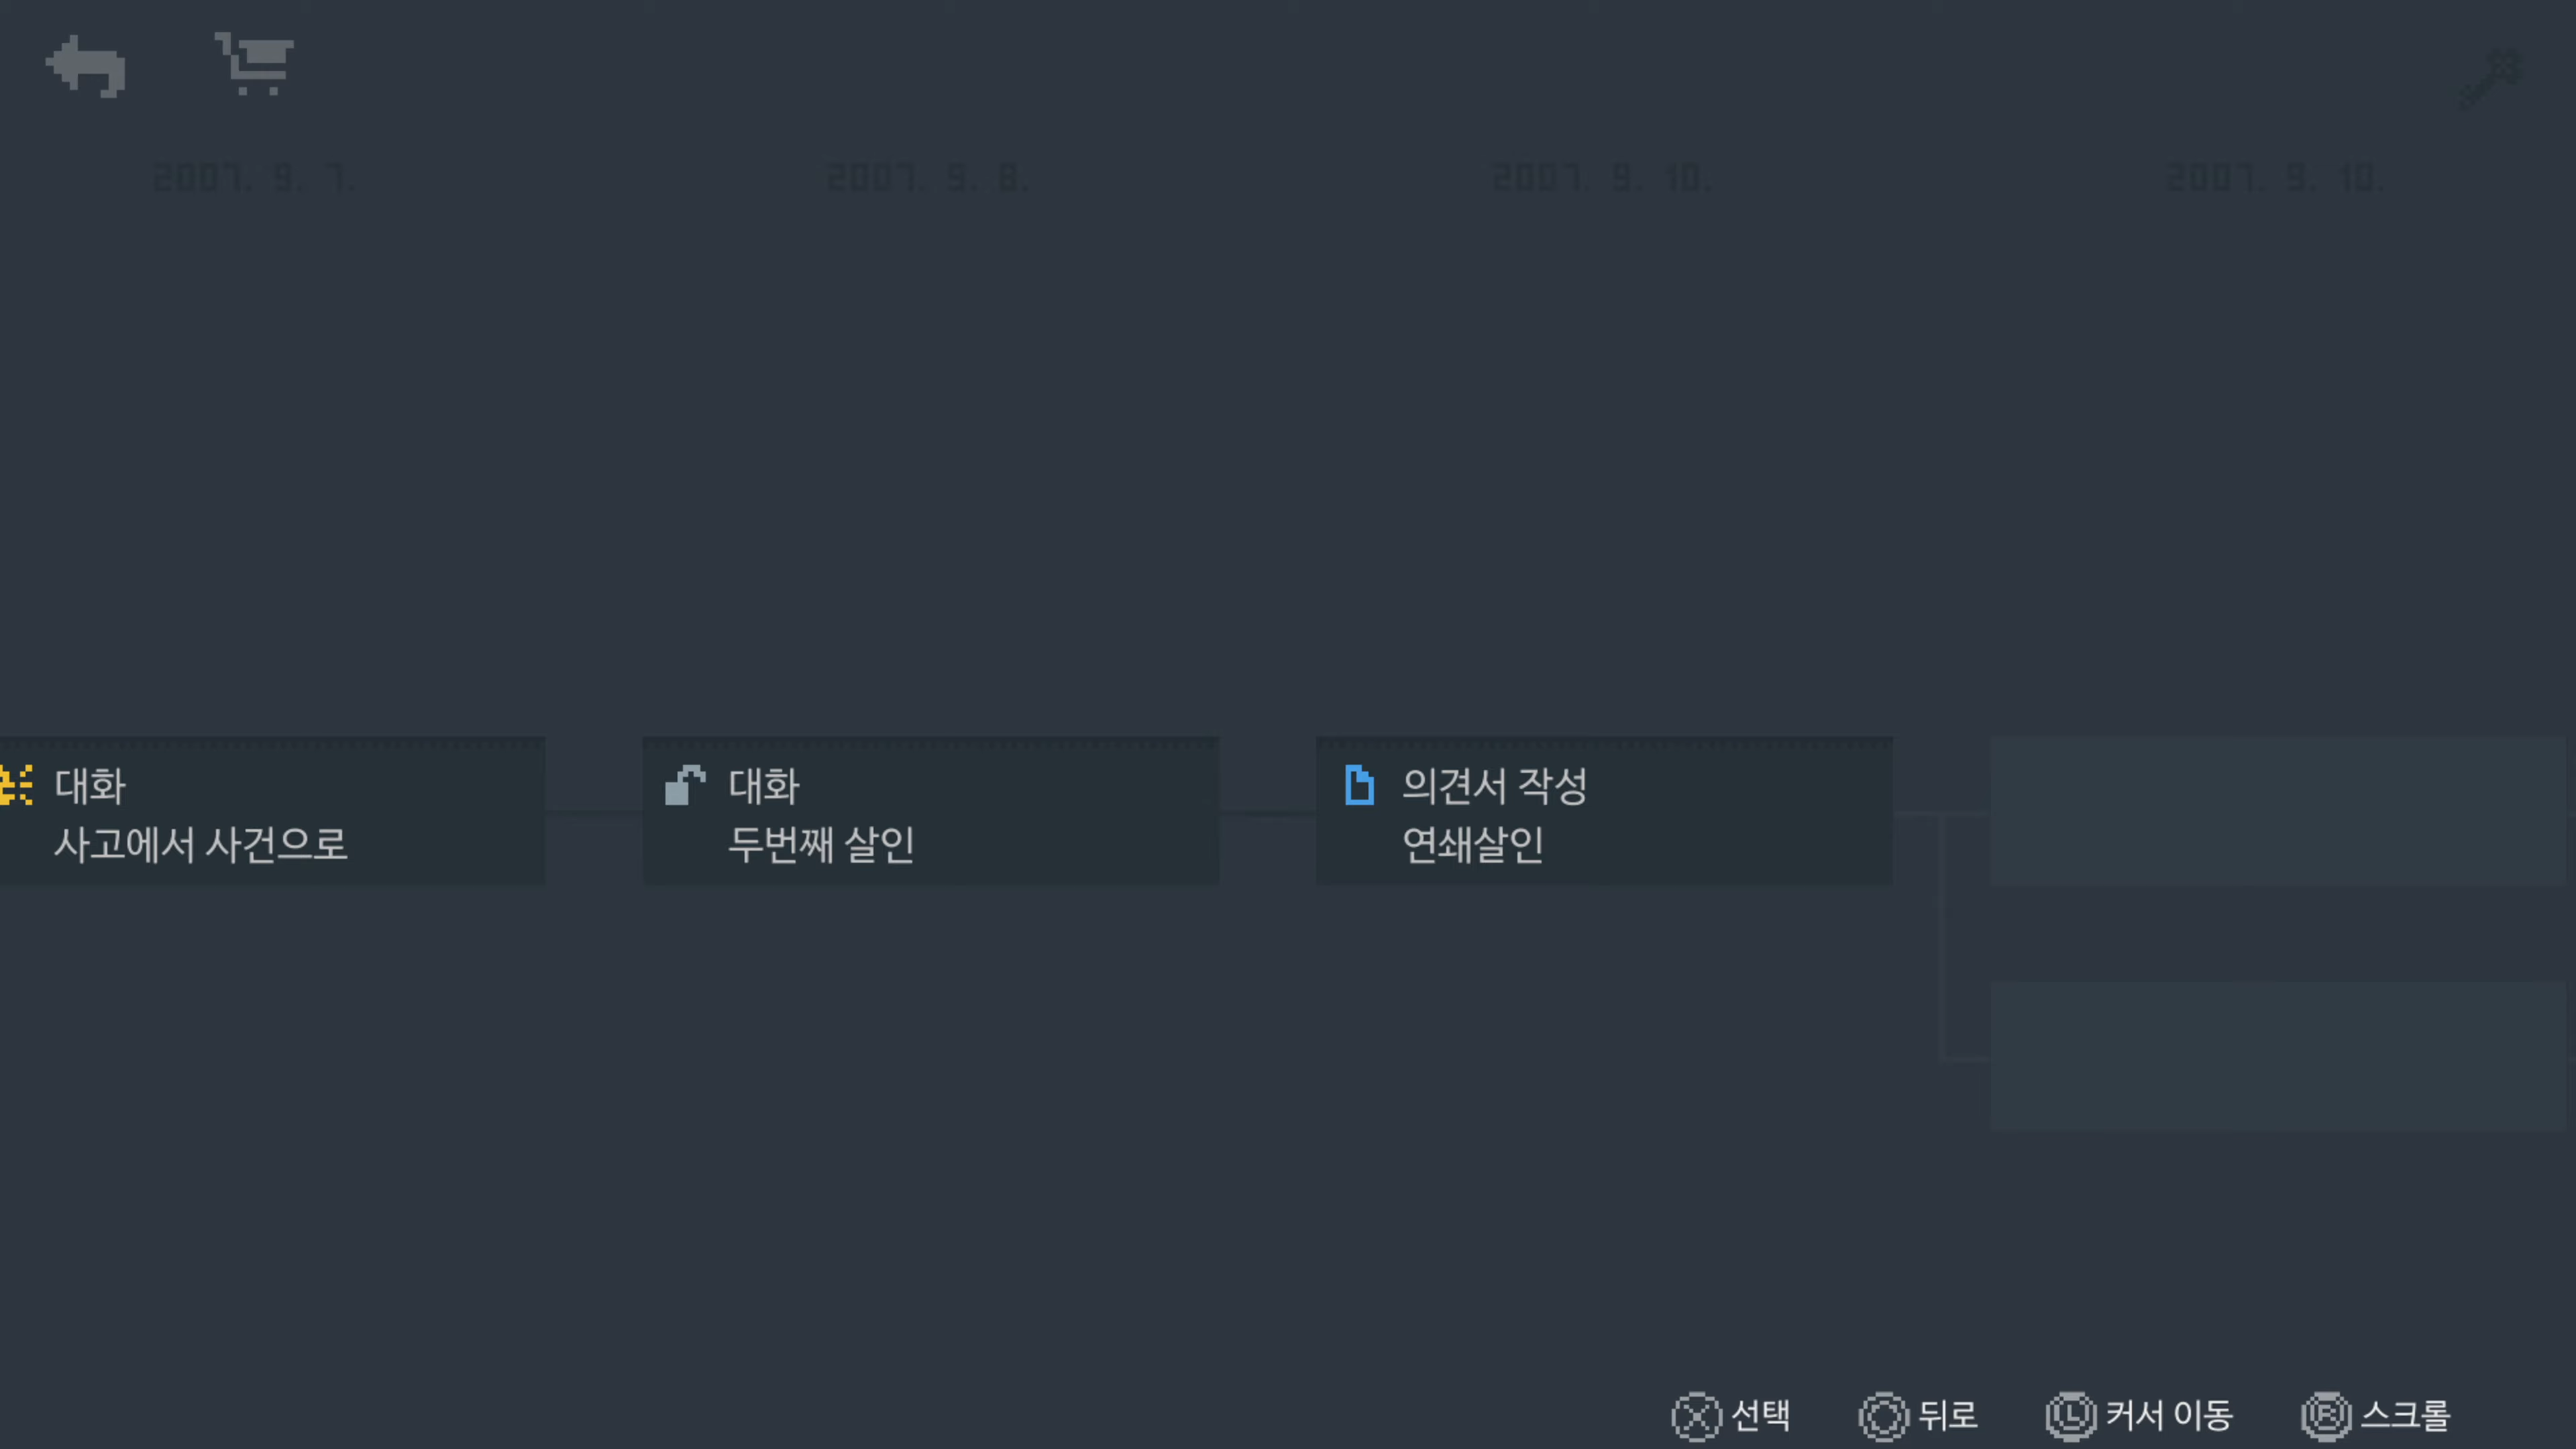 2007. 9. 7.
2007. 9. 8.
2007. 9. 10.
2007. 9. 10.
대화
사고에서 사건으로
대화
두번째 살인
의견서 작성
연쇄살인
선택
뒤로
L 커서 이동
R 스크롤